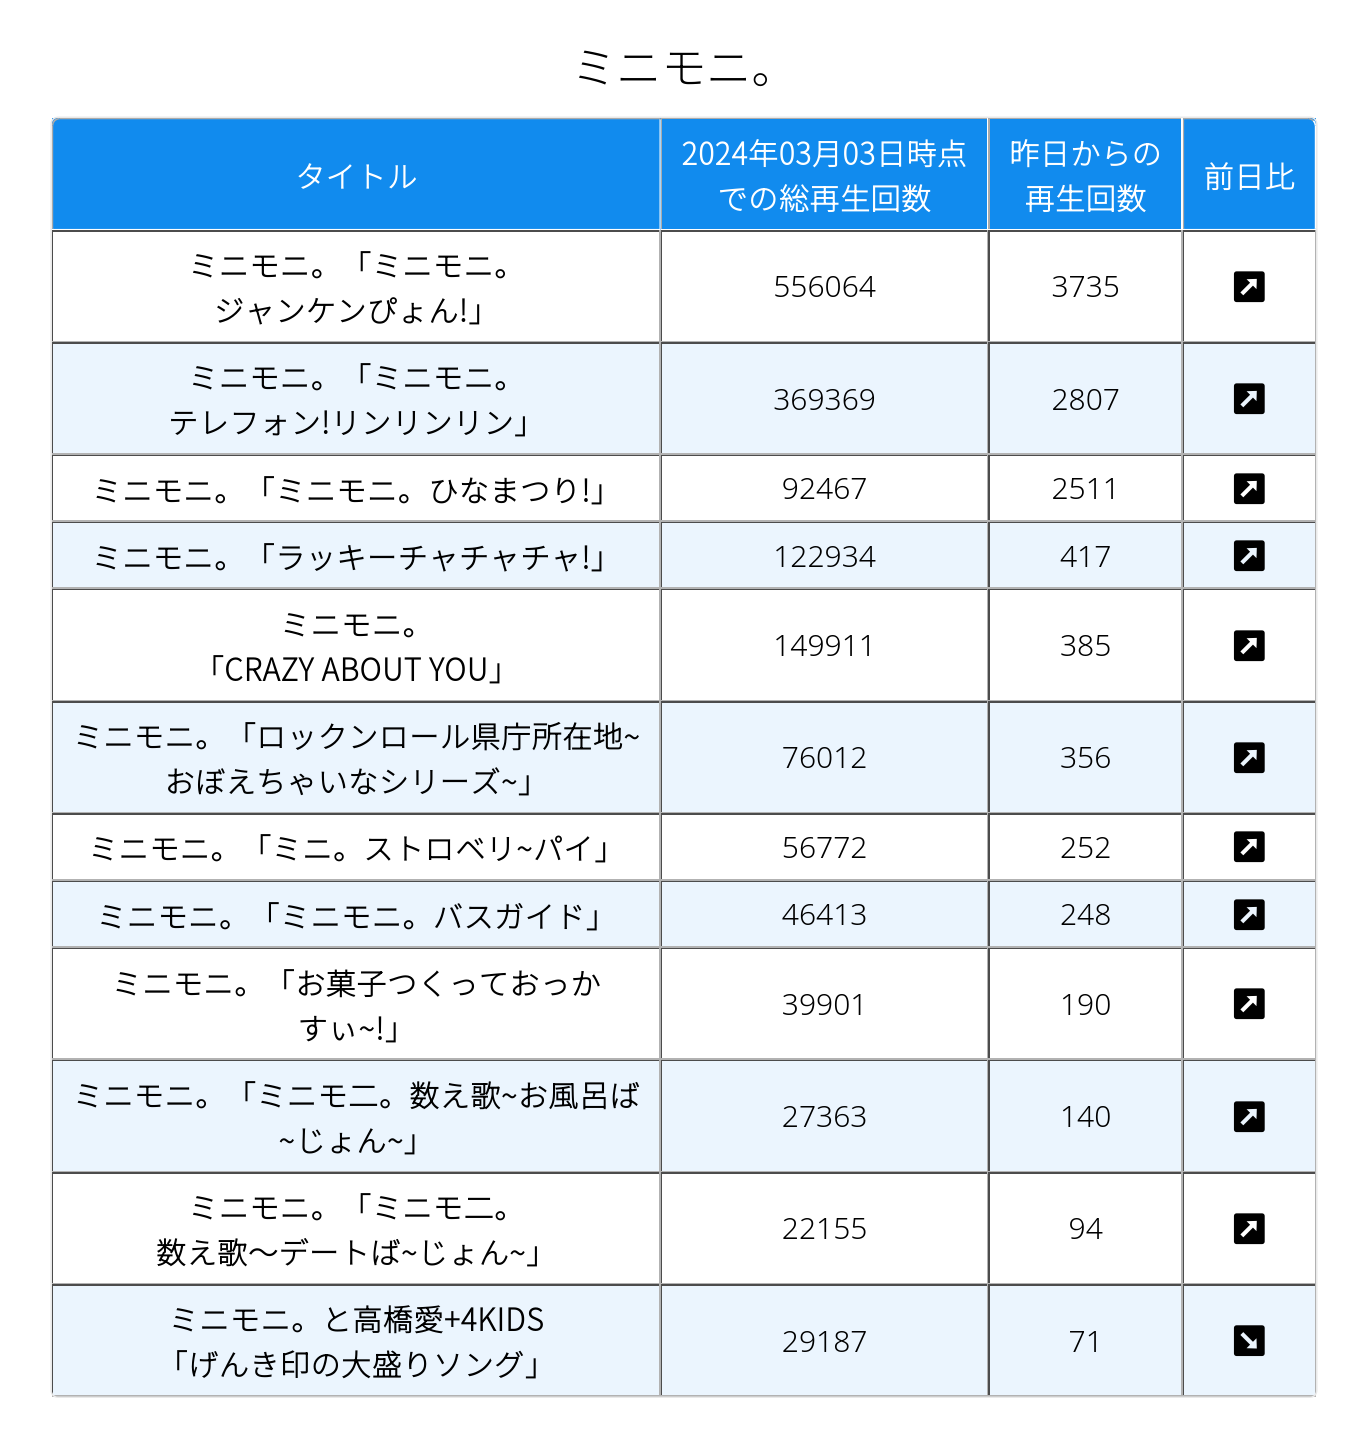 ミニモニ。
タイトル
2024年03月03日時点
での総再生回数
昨日からの
再生回数
前日比
ミニモニ。「ミニモニ。
ジャンケンぴょん!」
556064
3735
ミニモニ。「ミニモニ。
テレフォン!リンリンリン」
369369
2807
ミニモニ。「ミニモニ。ひなまつり!」
92467
2511
ミニモニ。「ラッキーチャチャチャ!」
122934
417
ミニモニ。
「CRAZY ABOUT YOU」
149911
385
ミニモニ。「ロックンロール県庁所在地~
おぼえちゃいなシリーズ~」
76012
356
ミニモニ。「ミニ。ストロベリ~パイ」
56772
252
ミニモニ。「ミニモニ。バスガイド」
46413
248
ミニモニ。「お菓子つくっておっか
すぃ~!」
39901
190
ミニモニ。「ミニモ二。数え歌~お風呂ば
~じょん~」
27363
140
ミニモニ。「ミニモ二。
数え歌〜デートば~じょん~」
22155
94
ミニモニ。と高橋愛+4KIDS
「げんき印の大盛りソング」
29187
71